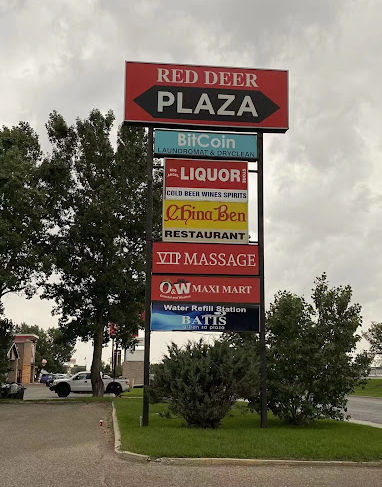 RED DEER
PLAZA
BitCoin
LAUNDROMAT & DRYCLEAN
LIQUOR
STORE
COLD BEER WINES SPIRITS
China Ben
RESTAURANT
VIP MASSAGE
O&W MAXI MART
Water Refill Station
BATIS